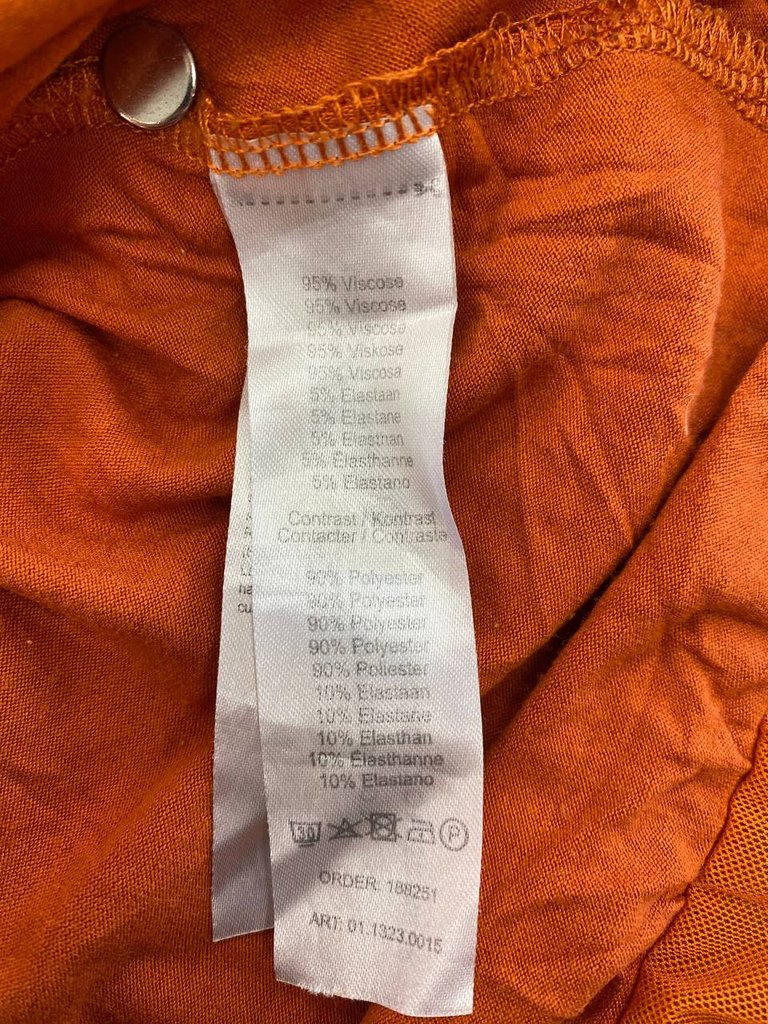 95% Viscose
95% Viscose
95% Viscose
95% Viskose
95% Viscosa
5% Elastaan
5% Elastane
5% Elasthan
5% Elasthanne
5% Elastano
Contrast / Kontrast
Contacter / Contraste
90% Polyester
90% Polyester
90% Polyester
90% Polyester
90% Poliester
10% Elastaan
10% Elastane
10% Elasthan
10% Elasthanne
10% Elastano
30
P
ORDER: 188251
ART: 01.1323.0015